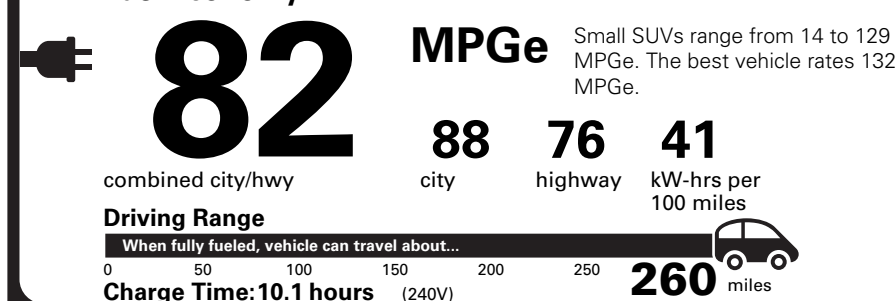 82 MPGe
Small SUVs range from 14 to 129
MPGe. The best vehicle rates 132
MPGe.
88 76 41
combined city/hwy city highway kW-hrs per
100 miles
Driving Range
When fully fueled, vehicle can travel about...
0 50 100 150 200 250 260 miles
Charge Time: 10.1 hours (240V)